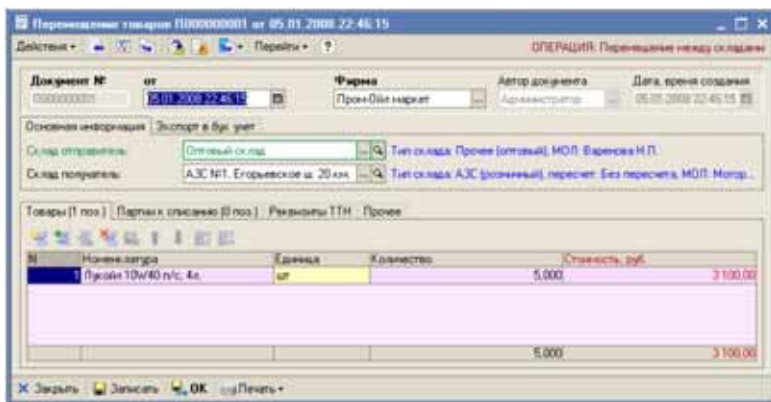 Перемещение товаров П000000001 от 05.01.2008 22:46:15
Действия Перейти ? ОПЕРАЦИЯ: Перемещение между складами
Документ № от Фирма Автор документа Дата, время создания
П000000001 05.01.2008 22:46:15 Пром-Ойл маркет ... Администратор ... 05.01.2008 22:46:15
Основная информация Экспорт в бух. учет
Склад отправитель: Оптовый склад ... Тип склада: Прочее (оптовый), МОЛ: Варенова Н.П.
Склад получатель: АЗС №1. Егорьевское ш. 20 км. ... Тип склада: АЗС (розничный), пересчет: Без пересчета, МОЛ: Мотор...
Товары (1 поз.) Партии к списанию (0 поз.) Реквизиты ТТН Прочее
N Номенклатура Единица Количество Стоимость, руб.
1 Лукойл 10W40 п/с, 4л. шт 5,000 3 100,00
5,000 3 100,00
Закрыть Записать OK Печать